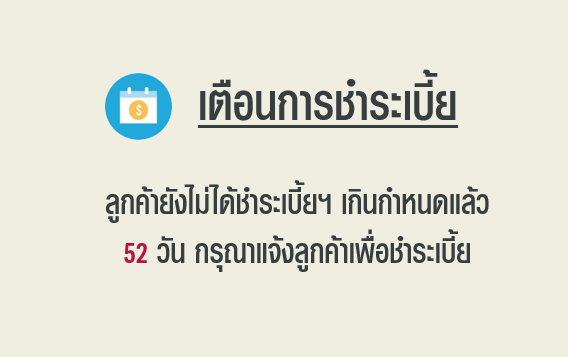 เตือนการชำระเบี้ย
$
ลูกค้ายังไม่ได้ชำระเบี้ยฯ เกินกำหนดแล้ว
52 วัน กรุณาแจ้งลูกค้าเพื่อชำระเบี้ย